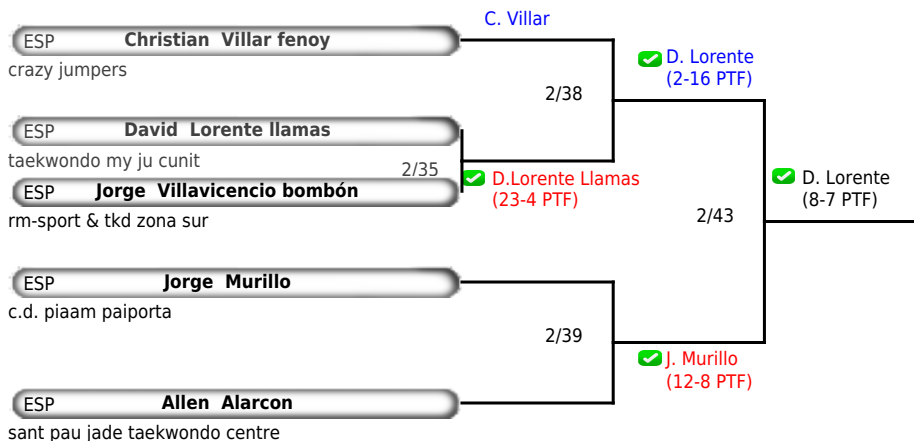 C. Villar
ESP Christian Villar fenoy
crazy jumpers
D. Lorente
(2-16 PTF)
2/38
ESP David Lorente llamas
taekwondo my ju cunit
2/35
D.Lorente Llamas
(23-4 PTF)
ESP Jorge Villavicencio bombón
rm-sport & tkd zona sur
D. Lorente
(8-7 PTF)
2/43
ESP Jorge Murillo
c.d. piaam paiporta
2/39
J. Murillo
(12-8 PTF)
ESP Allen Alarcon
sant pau jade taekwondo centre